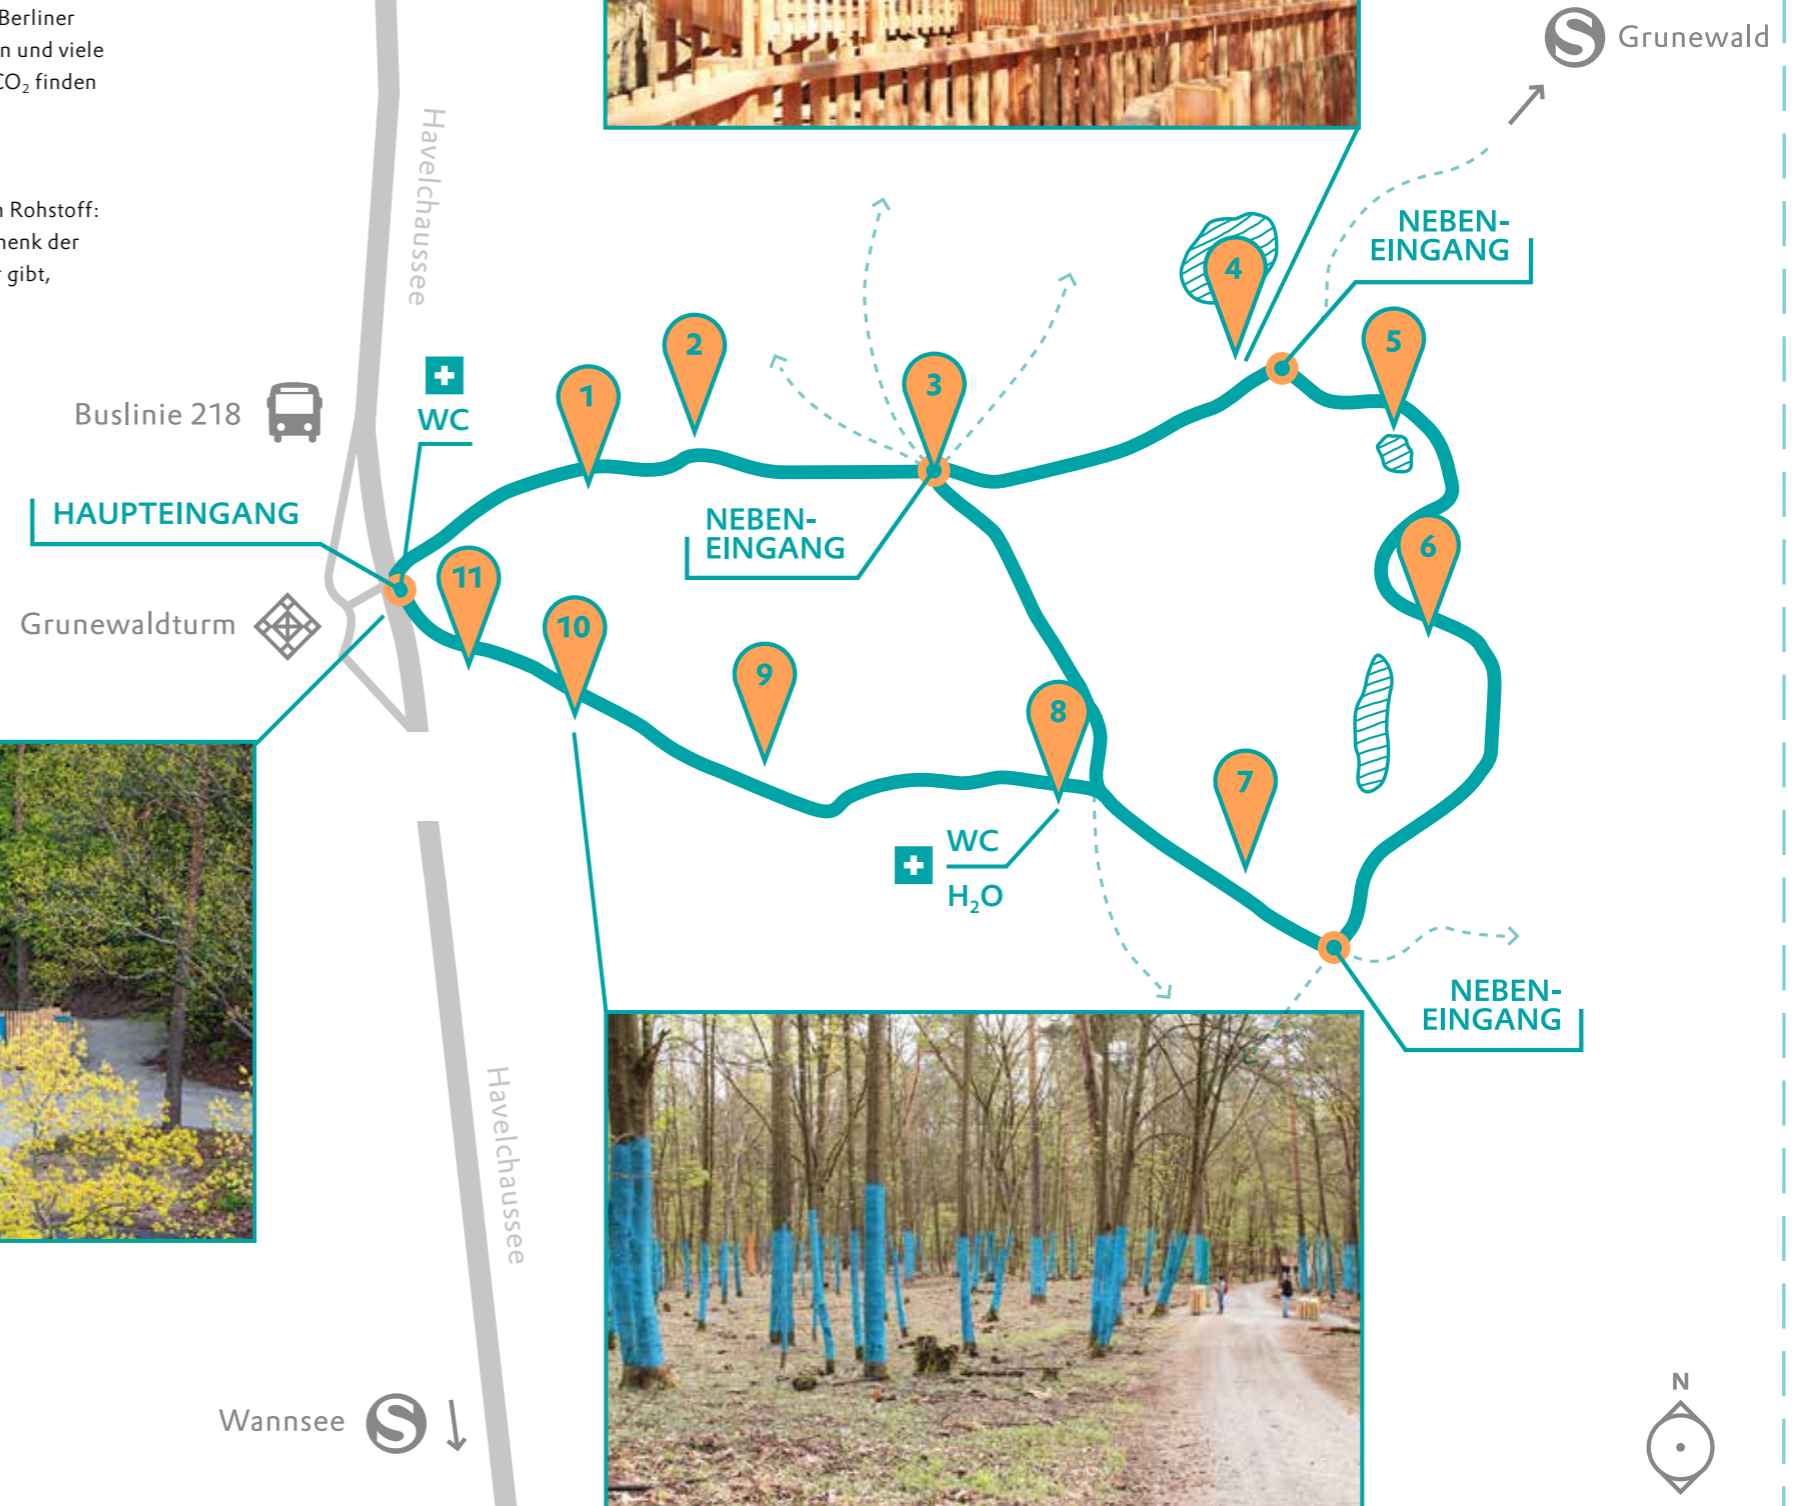 Berliner
n und viele
CO₂ finden
n Rohstoff:
henk der
r gibt,
Havelchaussee
S Grunewald
NEBEN-
EINGANG
4
5
2
1
3
Buslinie 218
WC
HAUPTEINGANG
NEBEN-
EINGANG
6
11
10
Grunewaldturm
9
8
7
WC
H₂O
NEBEN-
EINGANG
Havelchaussee
Wannsee S
N